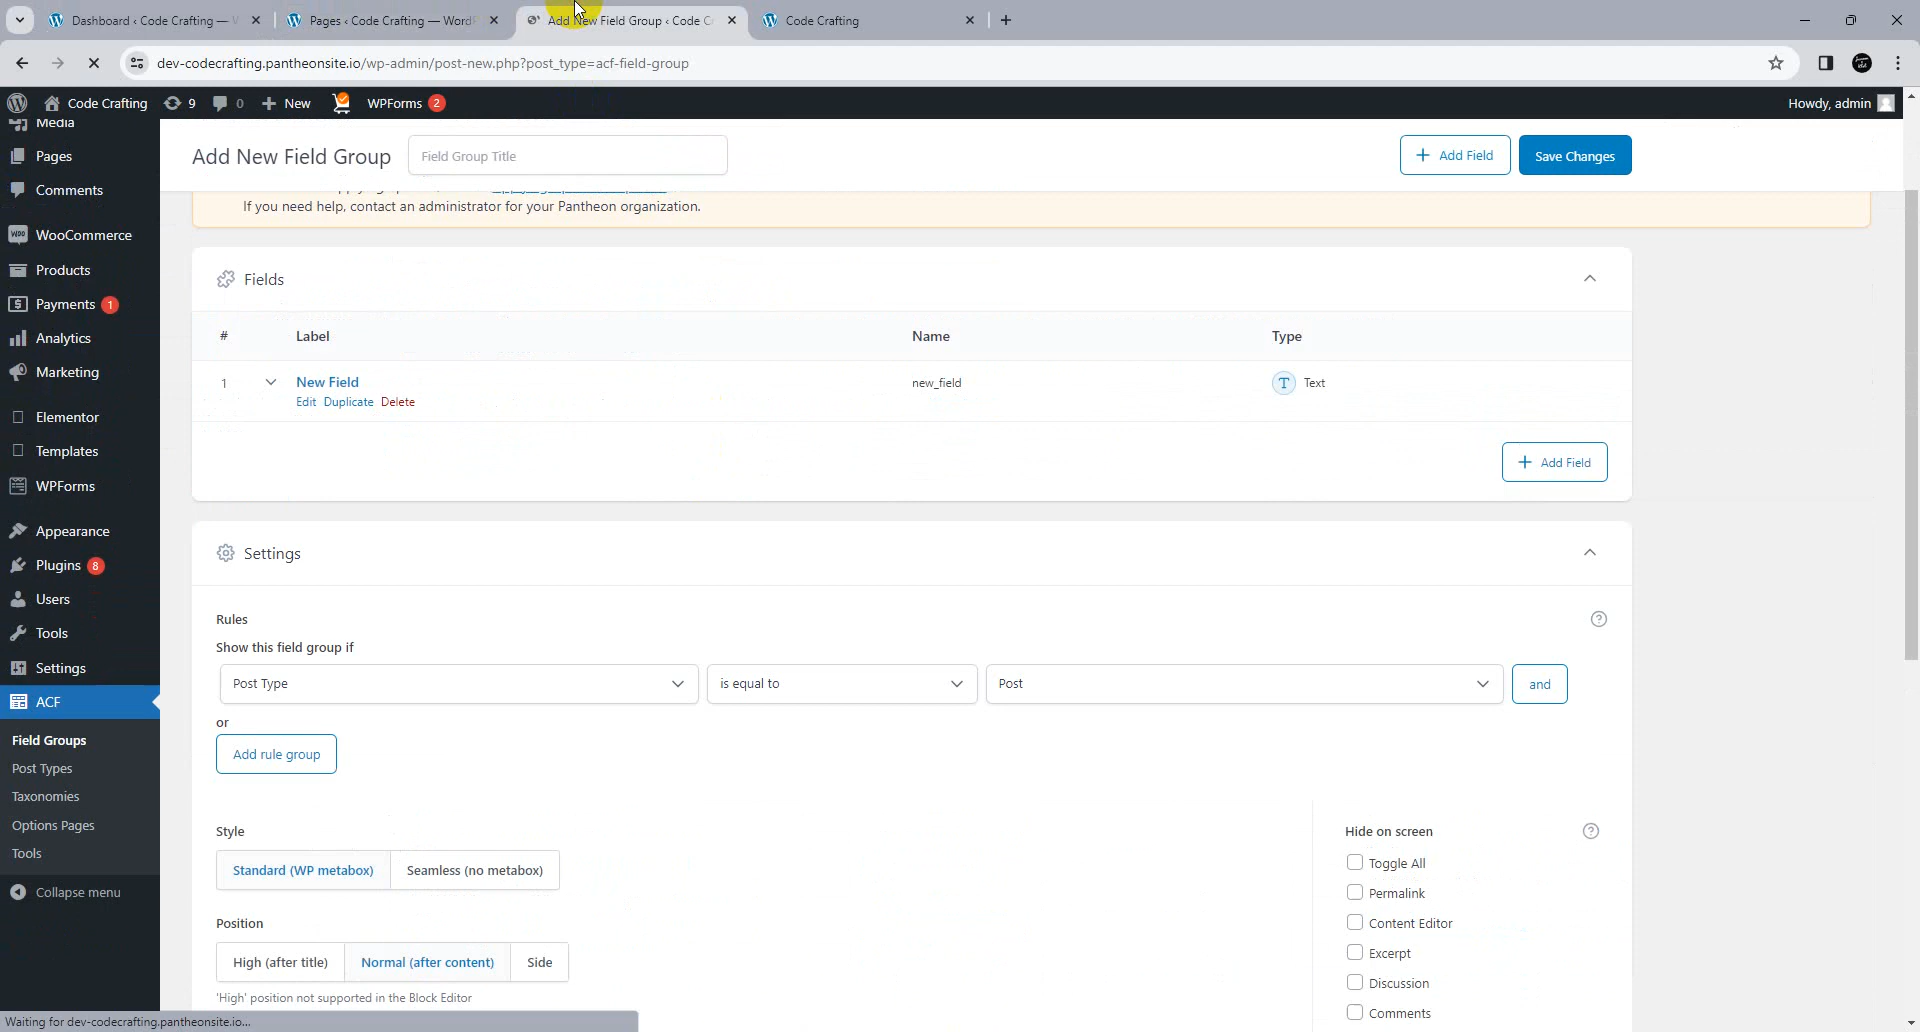 Dashboard ‹ Code Crafting — W
Pages ‹ Code Crafting — WordP
Add New Field Group ‹ Code C
Code Crafting
dev-codecrafting.pantheonsite.io/wp-admin/post-new.php?post_type=acf-field-group
Code Crafting
9
0
New
WPForms 2
Howdy, admin
Media
Pages
Comments
WooCommerce
Products
Payments 1
Analytics
Marketing
Elementor
Templates
WPForms
Appearance
Plugins 8
Users
Tools
Settings
ACF
Field Groups
Post Types
Taxonomies
Options Pages
Tools
Collapse menu
Add New Field Group
Field Group Title
+ Add Field
Save Changes
If you need help, contact an administrator for your Pantheon organization.
Fields
# Label Name Type
1 New Field new_field T Text
Edit Duplicate Delete
+ Add Field
Settings
Rules
Show this field group if
Post Type is equal to Post and
or
Add rule group
Style
Standard (WP metabox) Seamless (no metabox)
Position
High (after title) Normal (after content) Side
'High' position not supported in the Block Editor
Hide on screen
Toggle All
Permalink
Content Editor
Excerpt
Discussion
Comments
Waiting for dev-codecrafting.pantheonsite.io...